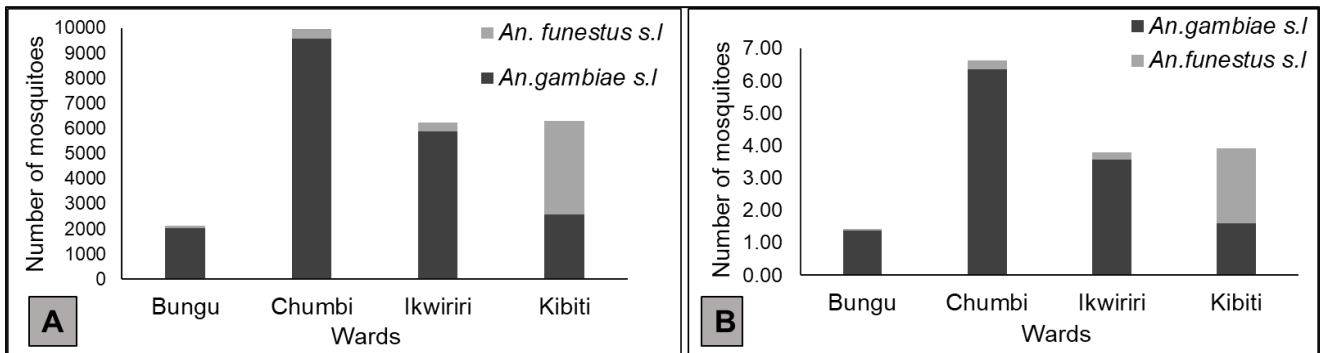 10000
9000
8000
7000
6000
5000
4000
3000
2000
1000
0
Number of mosquitoes
An. funestus s.l
An.gambiae s.l
Bungu Chumbi Ikwiriri Kibiti
Wards
A
7.00
6.00
5.00
4.00
3.00
2.00
1.00
0.00
Number of mosquitoes
An.gambiae s.l
An.funestus s.l
Bungu Chumbi Ikwiriri Kibiti
Wards
B